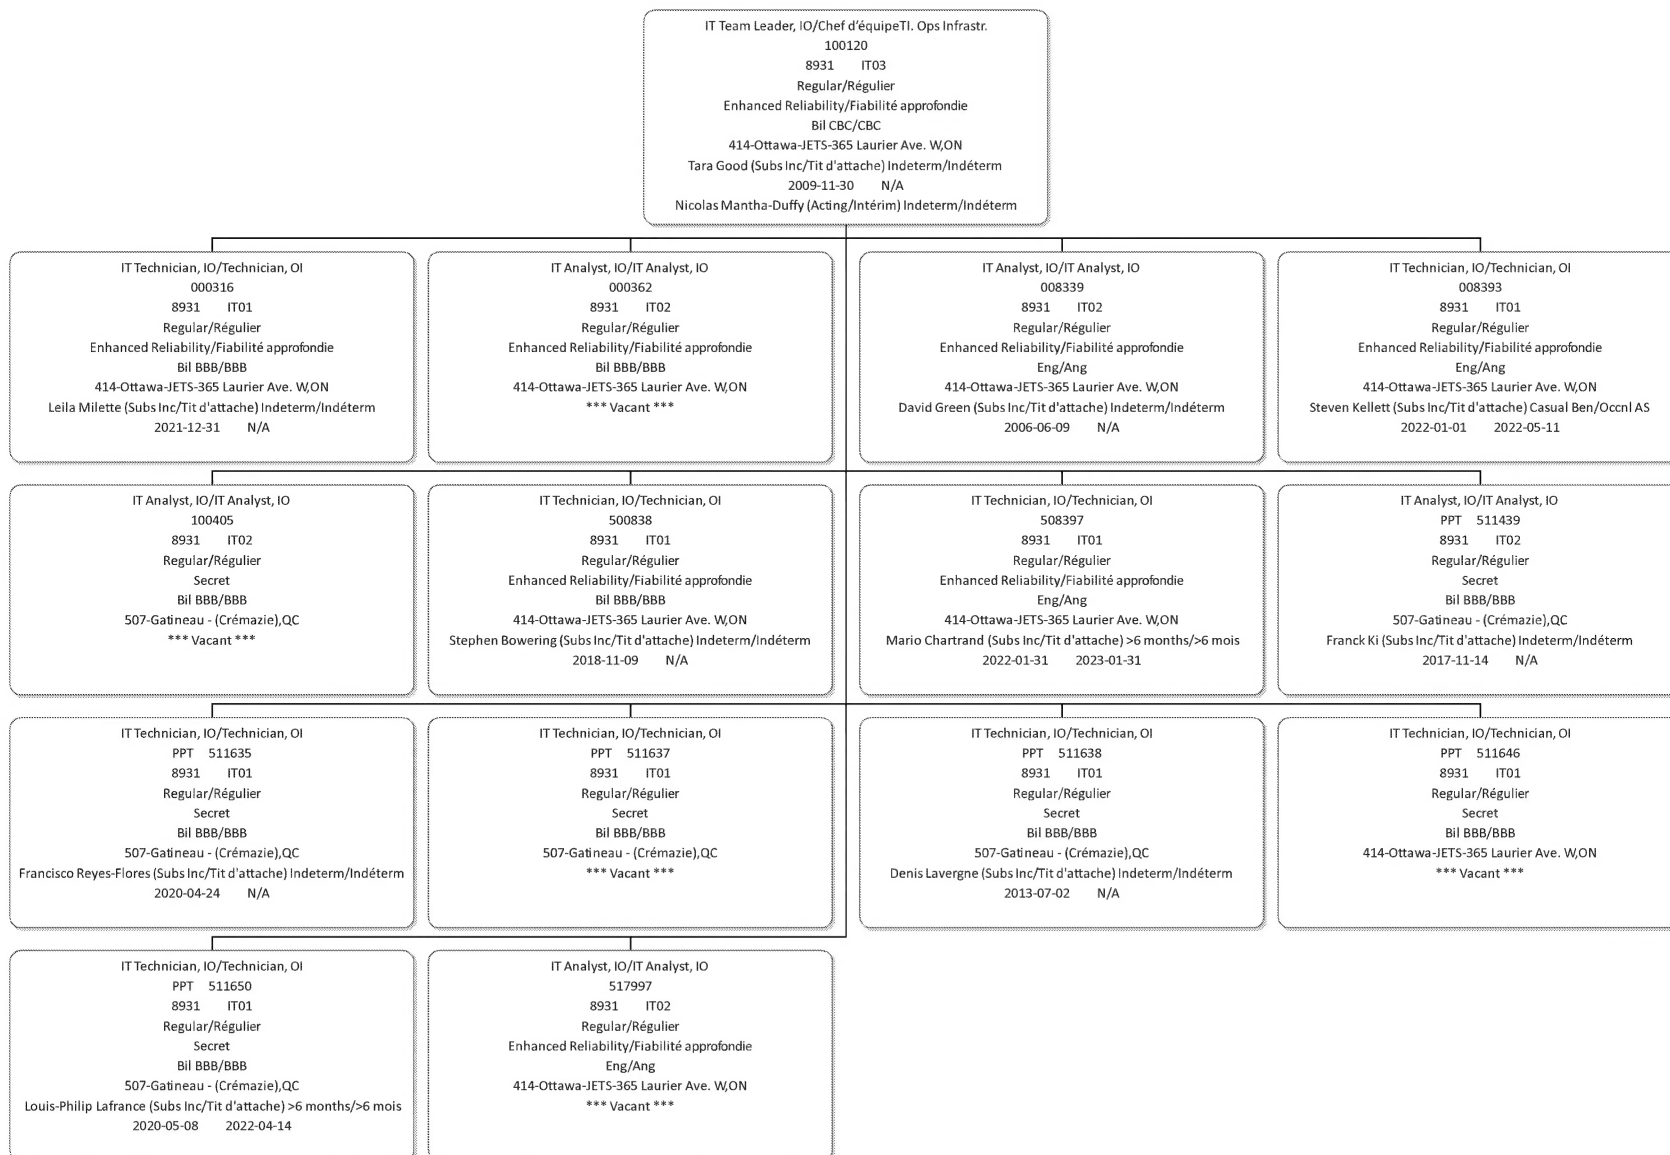 IT Team Leader, IO/Chef d'équipeTI. Ops Infrastr.
100120
8931 IT03
Regular/Régulier
Enhanced Reliability/Fiabilité approfondie
Bil CBC/CBC
414-Ottawa-JETS-365 Laurier Ave. W,ON
Tara Good (Subs Inc/Tit d'attache) Indeterm/Indéterm
2009-11-30 N/A
Nicolas Mantha-Duffy (Acting/Intérim) Indeterm/Indéterm
IT Technician, IO/Technician, OI
000316
8931 IT01
Regular/Régulier
Enhanced Reliability/Fiabilité approfondie
Bil BBB/BBB
414-Ottawa-JETS-365 Laurier Ave. W,ON
Leila Milette (Subs Inc/Tit d'attache) Indeterm/Indéterm
2021-12-31 N/A
IT Analyst, IO/IT Analyst, IO
000362
8931 IT02
Regular/Régulier
Enhanced Reliability/Fiabilité approfondie
Bil BBB/BBB
414-Ottawa-JETS-365 Laurier Ave. W,ON
*** Vacant ***
IT Analyst, IO/IT Analyst, IO
008339
8931 IT02
Regular/Régulier
Enhanced Reliability/Fiabilité approfondie
Eng/Ang
414-Ottawa-JETS-365 Laurier Ave. W,ON
David Green (Subs Inc/Tit d'attache) Indeterm/Indéterm
2006-06-09 N/A
IT Technician, IO/Technician, OI
008393
8931 IT01
Regular/Régulier
Enhanced Reliability/Fiabilité approfondie
Eng/Ang
414-Ottawa-JETS-365 Laurier Ave. W,ON
Steven Kellett (Subs Inc/Tit d'attache) Casual Ben/Occnl AS
2022-01-01 2022-05-11
IT Analyst, IO/IT Analyst, IO
100405
8931 IT02
Regular/Régulier
Secret
Bil BBB/BBB
507-Gatineau - (Crémazie),QC
*** Vacant ***
IT Technician, IO/Technician, OI
500838
8931 IT01
Regular/Régulier
Enhanced Reliability/Fiabilité approfondie
Bil BBB/BBB
414-Ottawa-JETS-365 Laurier Ave. W,ON
Stephen Bowering (Subs Inc/Tit d'attache) Indeterm/Indéterm
2018-11-09 N/A
IT Technician, IO/Technician, OI
508397
8931 IT01
Regular/Régulier
Enhanced Reliability/Fiabilité approfondie
Eng/Ang
414-Ottawa-JETS-365 Laurier Ave. W,ON
Mario Chartrand (Subs Inc/Tit d'attache) >6 months/>6 mois
2022-01-31 2023-01-31
IT Analyst, IO/IT Analyst, IO
PPT 511439
8931 IT02
Regular/Régulier
Secret
Bil BBB/BBB
507-Gatineau - (Crémazie),QC
Franck Ki (Subs Inc/Tit d'attache) Indeterm/Indéterm
2017-11-14 N/A
IT Technician, IO/Technician, OI
PPT 511635
8931 IT01
Regular/Régulier
Secret
Bil BBB/BBB
507-Gatineau - (Crémazie),QC
Francisco Reyes-Flores (Subs Inc/Tit d'attache) Indeterm/Indéterm
2020-04-24 N/A
IT Technician, IO/Technician, OI
PPT 511637
8931 IT01
Regular/Régulier
Secret
Bil BBB/BBB
507-Gatineau - (Crémazie),QC
*** Vacant ***
IT Technician, IO/Technician, OI
PPT 511638
8931 IT01
Regular/Régulier
Secret
Bil BBB/BBB
507-Gatineau - (Crémazie),QC
Denis Lavergne (Subs Inc/Tit d'attache) Indeterm/Indéterm
2013-07-02 N/A
IT Technician, IO/Technician, OI
PPT 511646
8931 IT01
Regular/Régulier
Secret
Bil BBB/BBB
414-Ottawa-JETS-365 Laurier Ave. W,ON
*** Vacant ***
IT Technician, IO/Technician, OI
PPT 511650
8931 IT01
Regular/Régulier
Secret
Bil BBB/BBB
507-Gatineau - (Crémazie),QC
Louis-Philip Lafrance (Subs Inc/Tit d'attache) >6 months/>6 mois
2020-05-08 2022-04-14
IT Analyst, IO/IT Analyst, IO
517997
8931 IT02
Regular/Régulier
Enhanced Reliability/Fiabilité approfondie
Eng/Ang
414-Ottawa-JETS-365 Laurier Ave. W,ON
*** Vacant ***